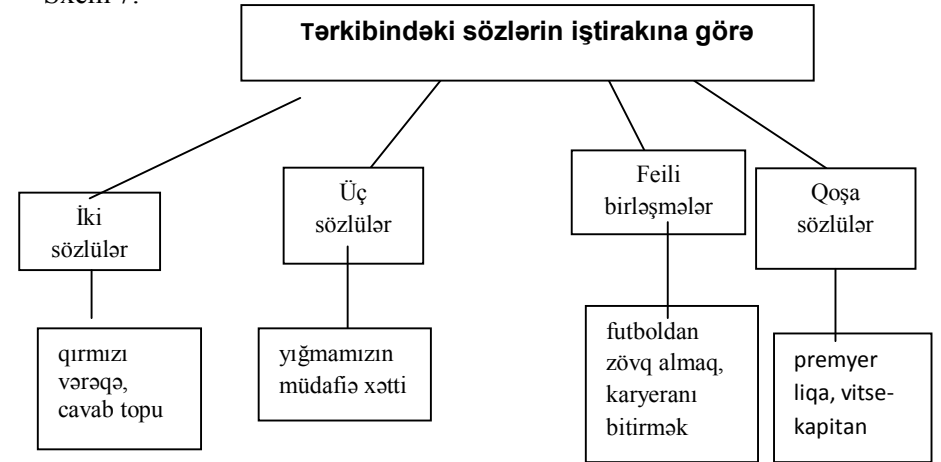 Sxem 7.
Tərkibindəki sözlərin iştirakına görə
İki
sözlülər
Üç
sözlülər
Feili
birləşmələr
Qoşa
sözlülər
qırmızı
vərəqə,
cavab topu
yığmamızın
müdafiə xətti
futboldan
zövq almaq,
karyeranı
bitirmək
premyer
liqa, vitse-
kapitan